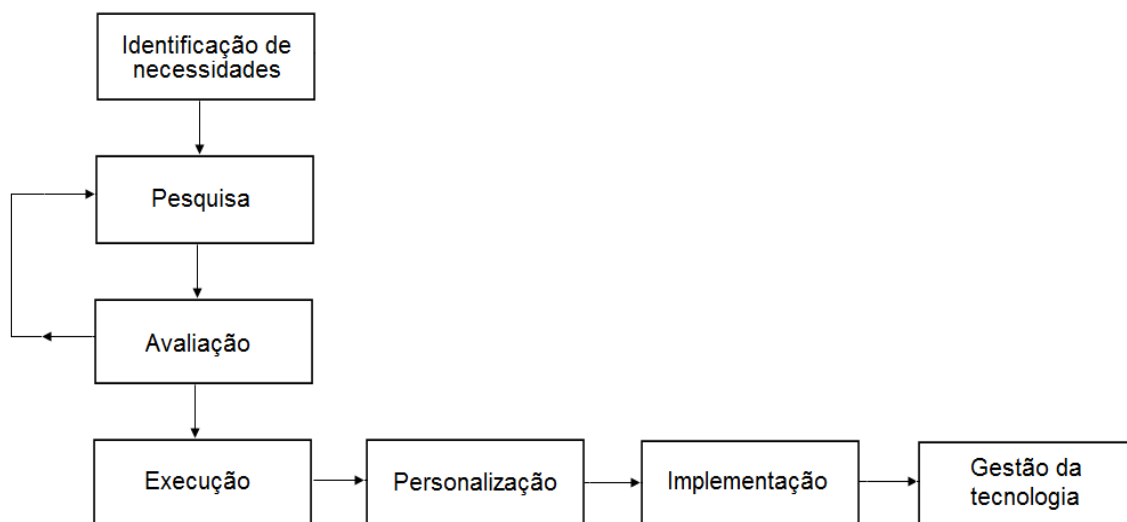 Identificação de
necessidades
Pesquisa
Avaliação
Execução
Personalização
Implementação
Gestão da
tecnologia